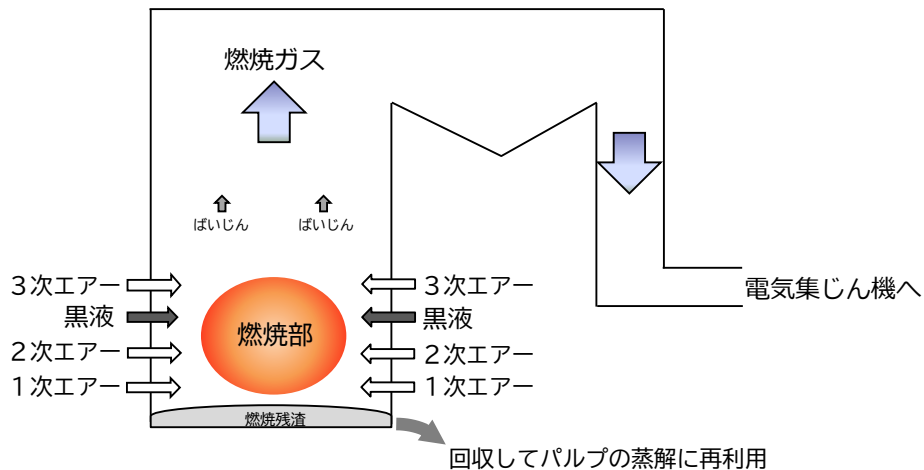 燃焼ガス
ばいじん ばいじん
３次エアー ３次エアー
電気集じん機へ
黒液 黒液
燃焼部
２次エアー ２次エアー
１次エアー １次エアー
燃焼残渣
回収してパルプの蒸解に再利用